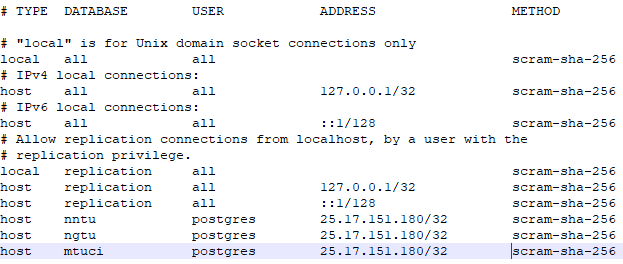 # TYPE  DATABASE        USER            ADDRESS                 METHOD

# "local" is for Unix domain socket connections only
local   all             all                                     scram-sha-256
# IPv4 local connections:
host    all             all             127.0.0.1/32            scram-sha-256
# IPv6 local connections:
host    all             all             ::1/128                 scram-sha-256
# Allow replication connections from localhost, by a user with the
# replication privilege.
local   replication     all                                     scram-sha-256
host    replication     all             127.0.0.1/32            scram-sha-256
host    replication     all             ::1/128                 scram-sha-256
host    nntu            postgres        25.17.151.180/32        scram-sha-256
host    ngtu            postgres        25.17.151.180/32        scram-sha-256
host    mtuci           postgres        25.17.151.180/32        scram-sha-256